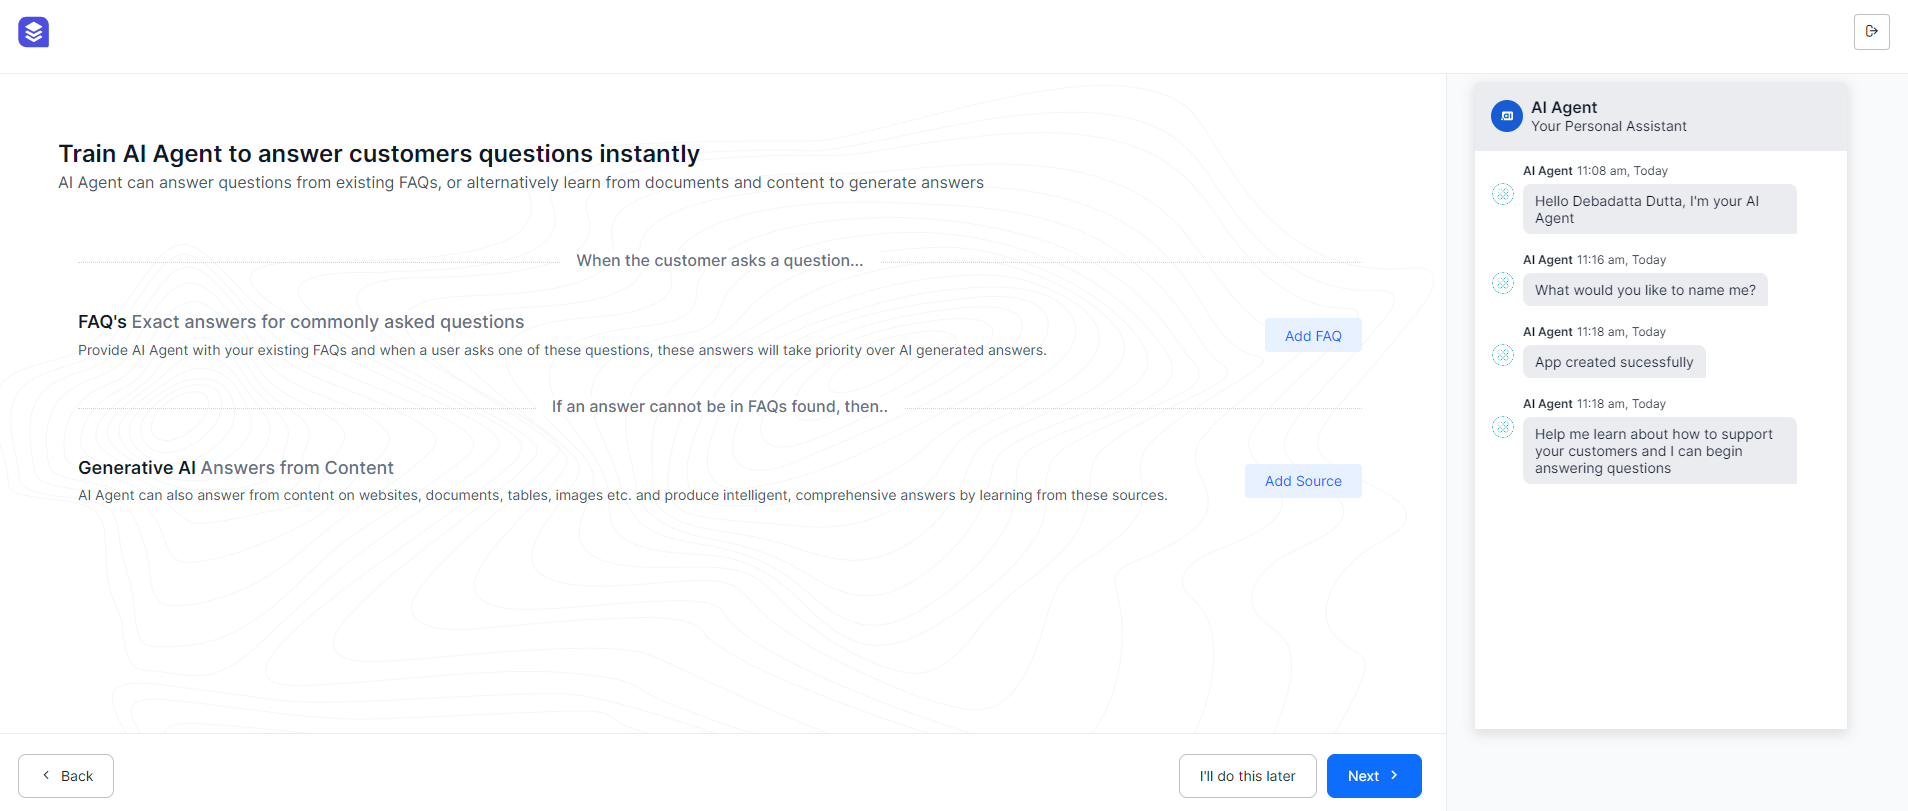 Train AI Agent to answer customers questions instantly
AI Agent can answer questions from existing FAQs, or alternatively learn from documents and content to generate answers
When the customer asks a question...
FAQ's Exact answers for commonly asked questions
Provide AI Agent with your existing FAQs and when a user asks one of these questions, these answers will take priority over AI generated answers.
Add FAQ
If an answer cannot be in FAQs found, then..
Generative AI Answers from Content
AI Agent can also answer from content on websites, documents, tables, images etc. and produce intelligent, comprehensive answers by learning from these sources.
Add Source
Back
I'll do this later
Next
AI Agent
Your Personal Assistant
AI Agent 11:08 am, Today
Hello Debadatta Dutta, I'm your AI
Agent
AI Agent 11:16 am, Today
What would you like to name me?
AI Agent 11:18 am, Today
App created sucessfully
AI Agent 11:18 am, Today
Help me learn about how to support
your customers and I can begin
answering questions